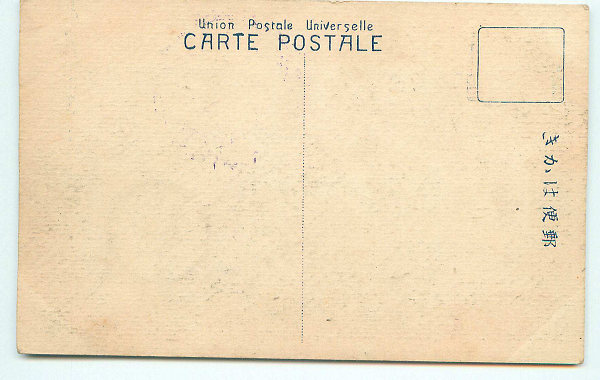 Union Postale Universelle
CARTE POSTALE
きかは便郵